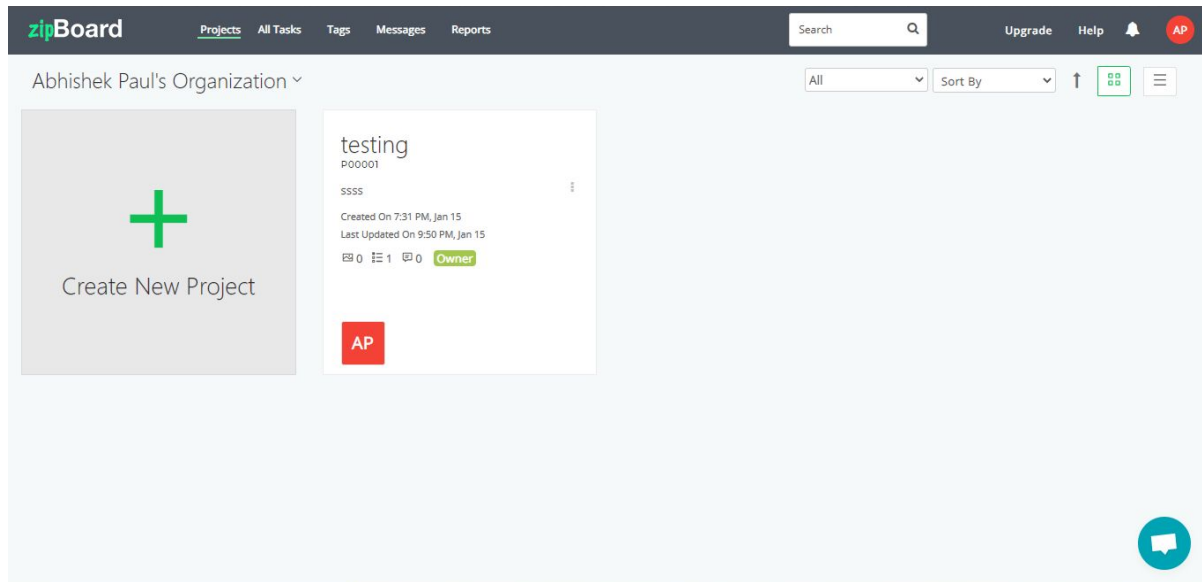 zipBoard Projects All Tasks Tags Messages Reports Search Upgrade Help AP
Abhishek Paul's Organization All Sort By
testing
P00001
ssss
Created On 7:31 PM, Jan 15
Last Updated On 9:50 PM, Jan 15
0 1 0 Owner
Create New Project
AP